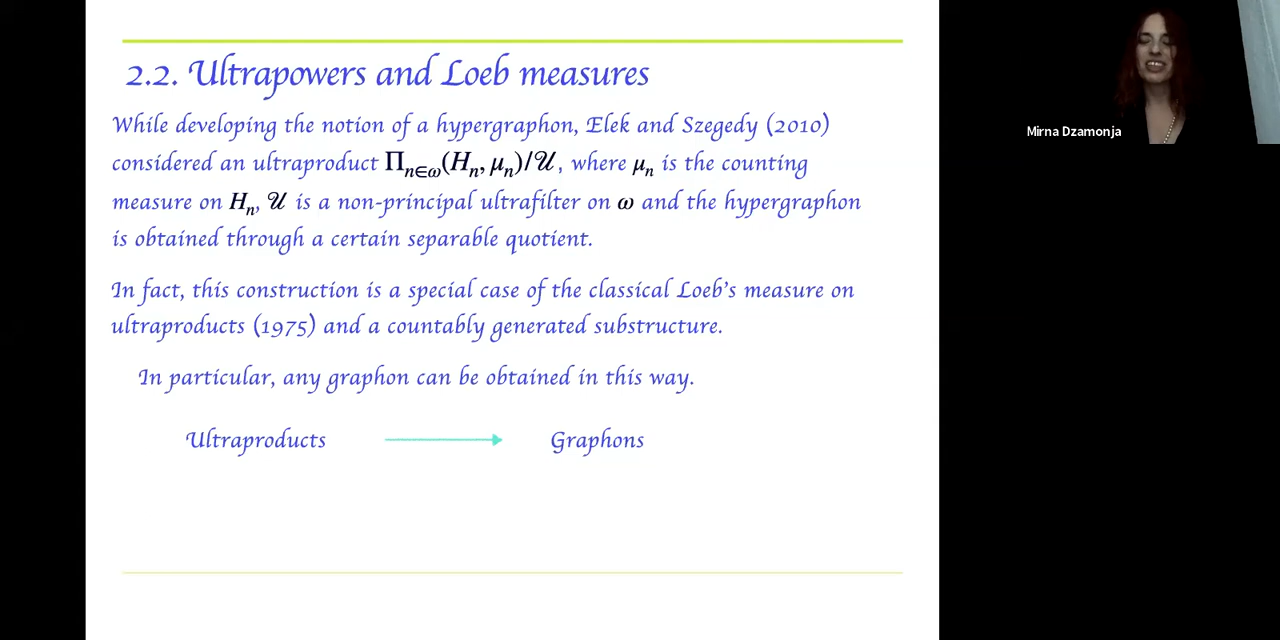 2.2. Ultrapowers and Loeb measures
While developing the notion of a hypergraphon, Elek and Szegedy (2010)
considered an ultraproduct Π_{n∈ω}(H_n, μ_n)/𝒰, where μ_n is the counting
measure on H_n, 𝒰 is a non-principal ultrafilter on ω and the hypergraphon
is obtained through a certain separable quotient.
In fact, this construction is a special case of the classical Loeb's measure on
ultraproducts (1975) and a countably generated substructure.
In particular, any graphon can be obtained in this way.
Ultraproducts Graphons
Mirna Dzamonja